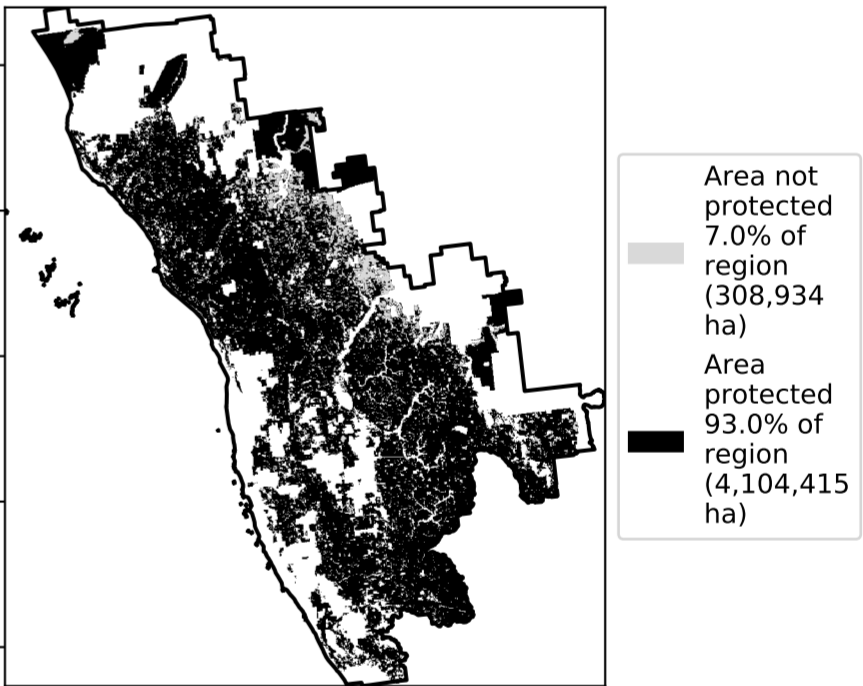 Area not
protected
7.0% of
region
(308,934
ha)
Area
protected
93.0% of
region
(4,104,415
ha)